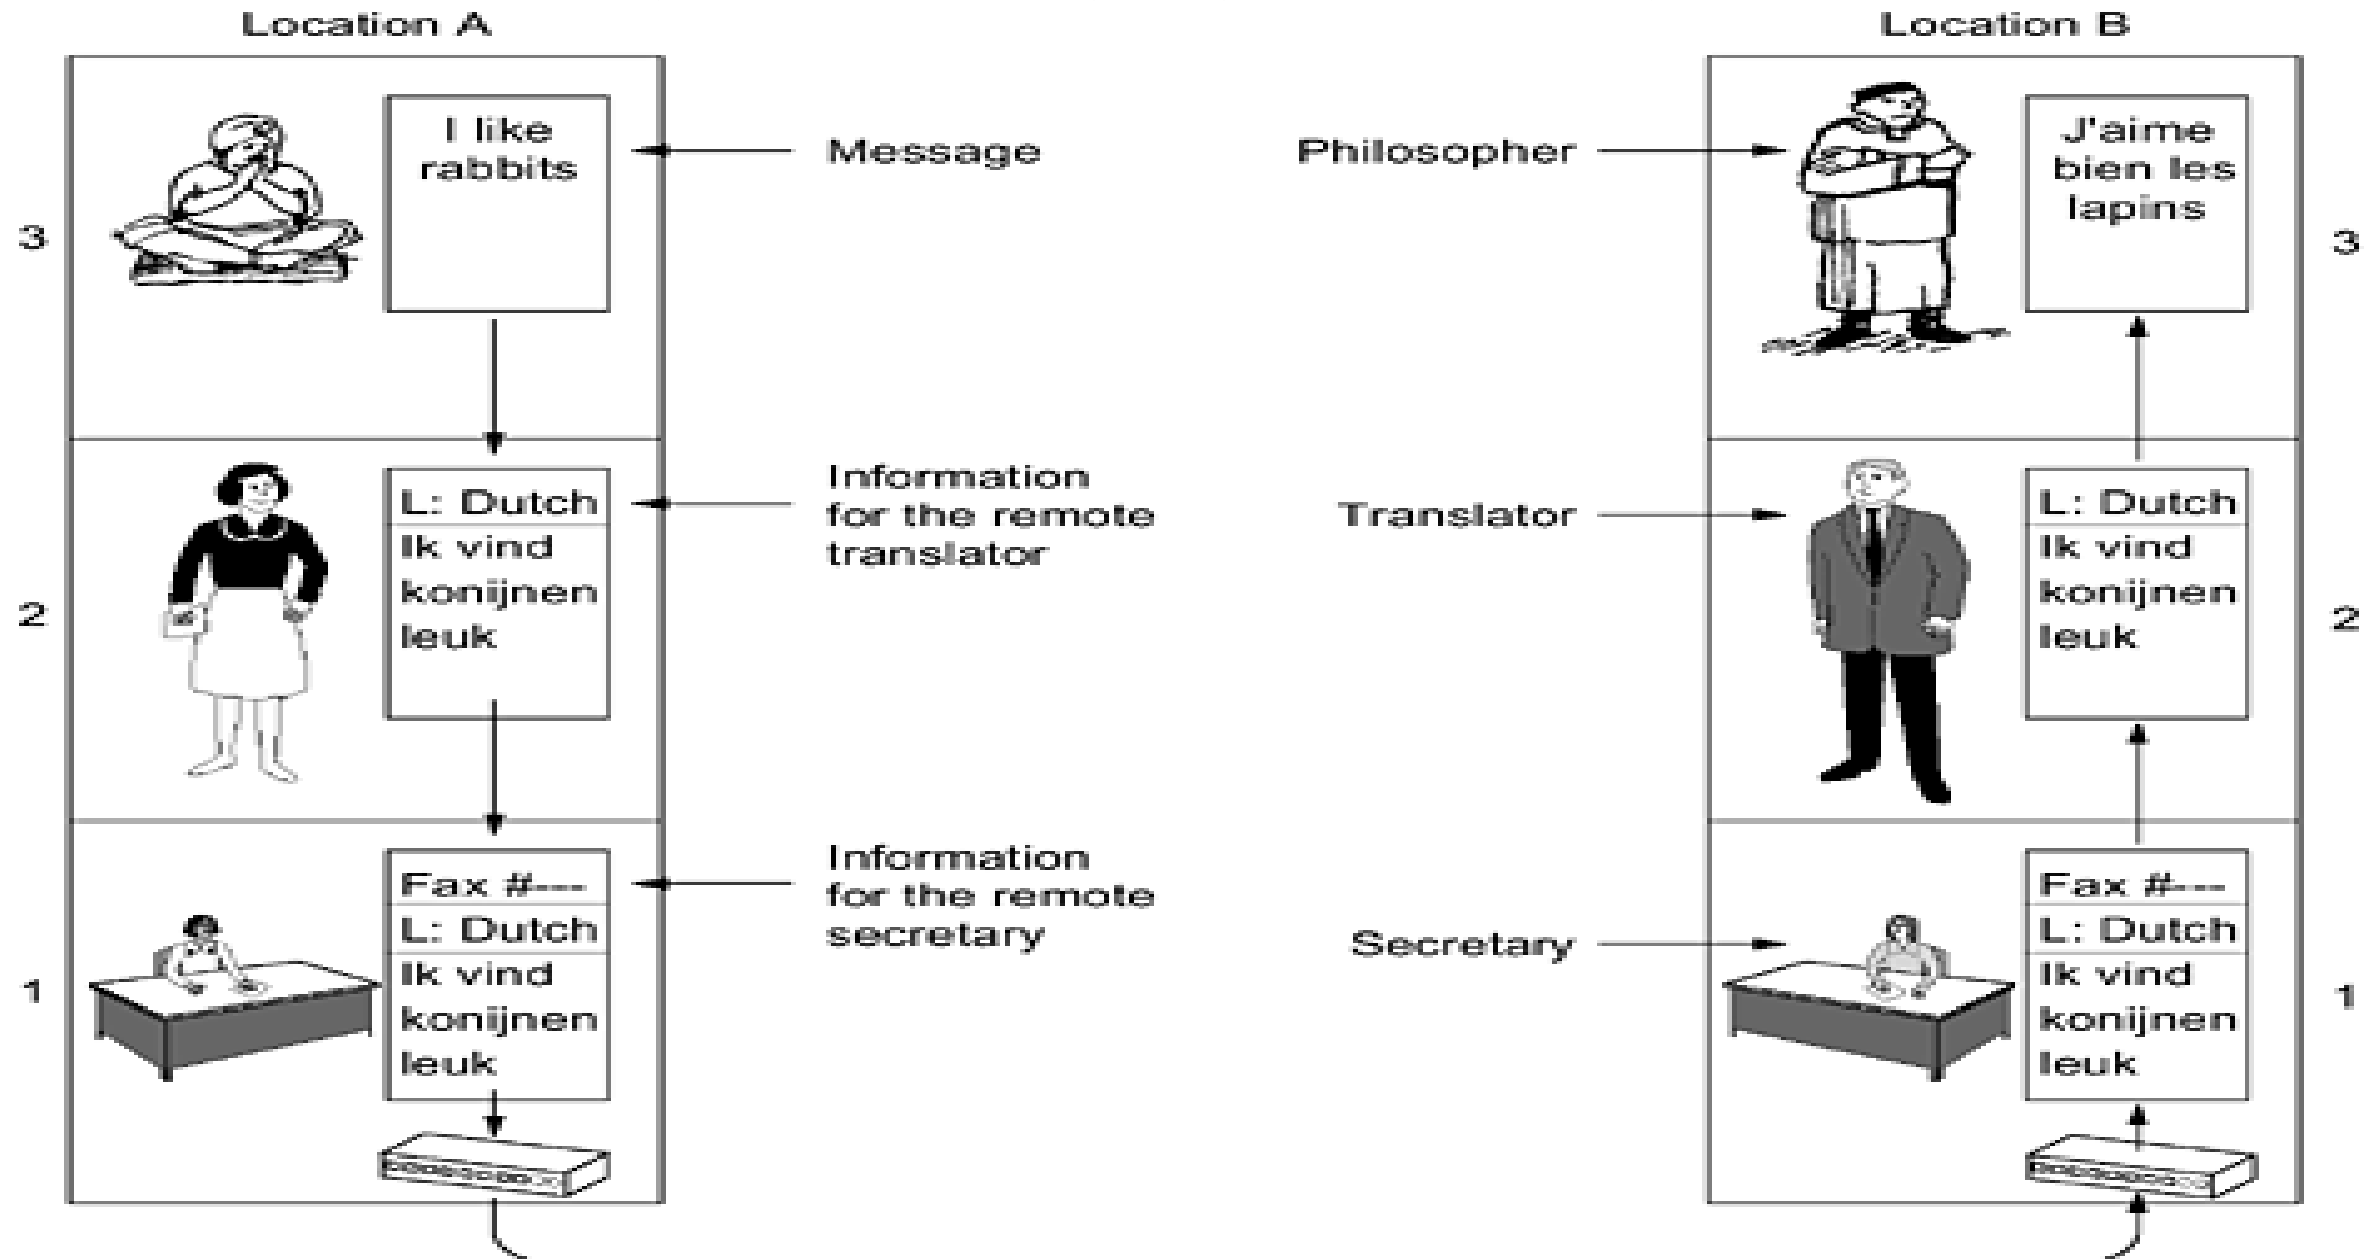 Location A
Location B
I like
rabbits
Message
Philosopher
J'aime
bien les
lapins
3
3
L: Dutch
Ik vind
konijnen
leuk
Information
for the remote
translator
Translator
L: Dutch
Ik vind
konijnen
leuk
2
2
Fax #---
L: Dutch
Ik vind
konijnen
leuk
Information
for the remote
secretary
Secretary
Fax #---
L: Dutch
Ik vind
konijnen
leuk
1
1